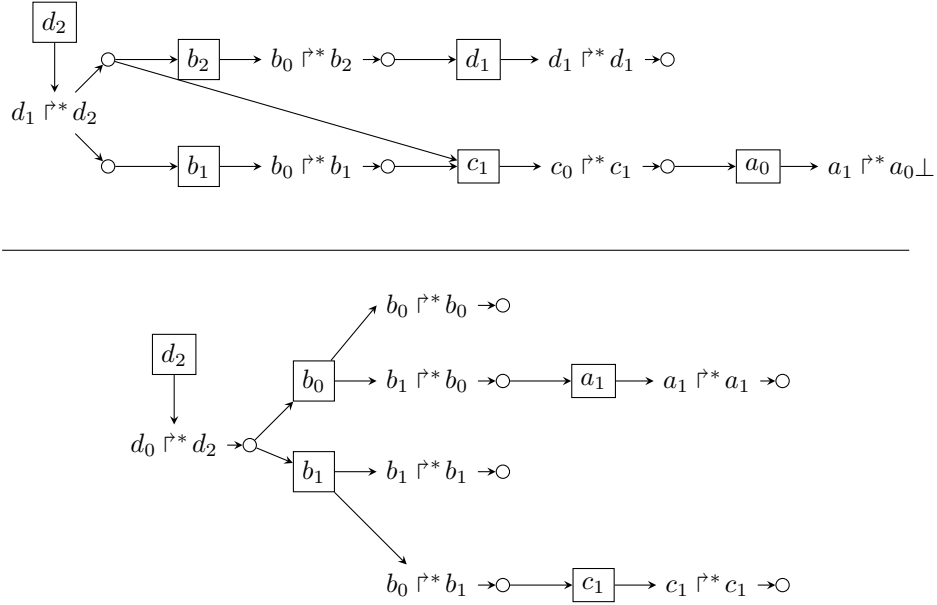 d₂
b₂ b₀ ↱* b₂ d₁ d₁ ↱* d₁
d₁ ↱* d₂
b₁ b₀ ↱* b₁ c₁ c₀ ↱* c₁ a₀ a₁ ↱* a₀⊥
b₀ ↱* b₀
d₂
b₀ b₁ ↱* b₀ a₁ a₁ ↱* a₁
d₀ ↱* d₂
b₁ b₁ ↱* b₁
b₀ ↱* b₁ c₁ c₁ ↱* c₁